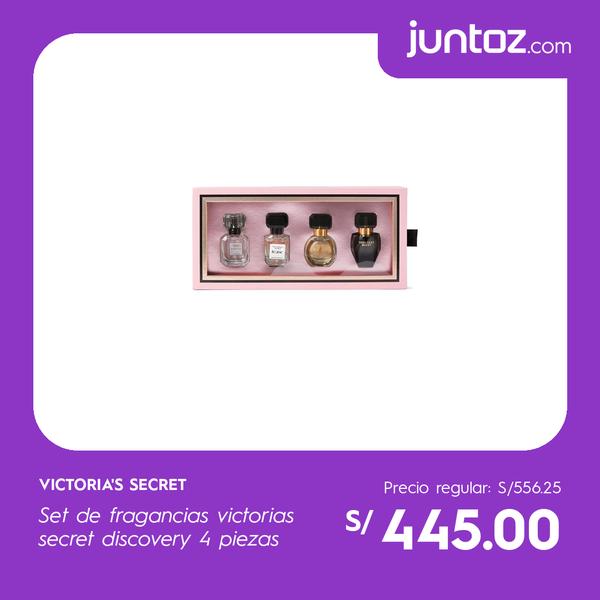 juntoz.com
VICTORIA'S SECRET
Set de fragancias victorias
secret discovery 4 piezas
Precio regular: S/556.25
S/ 445.00